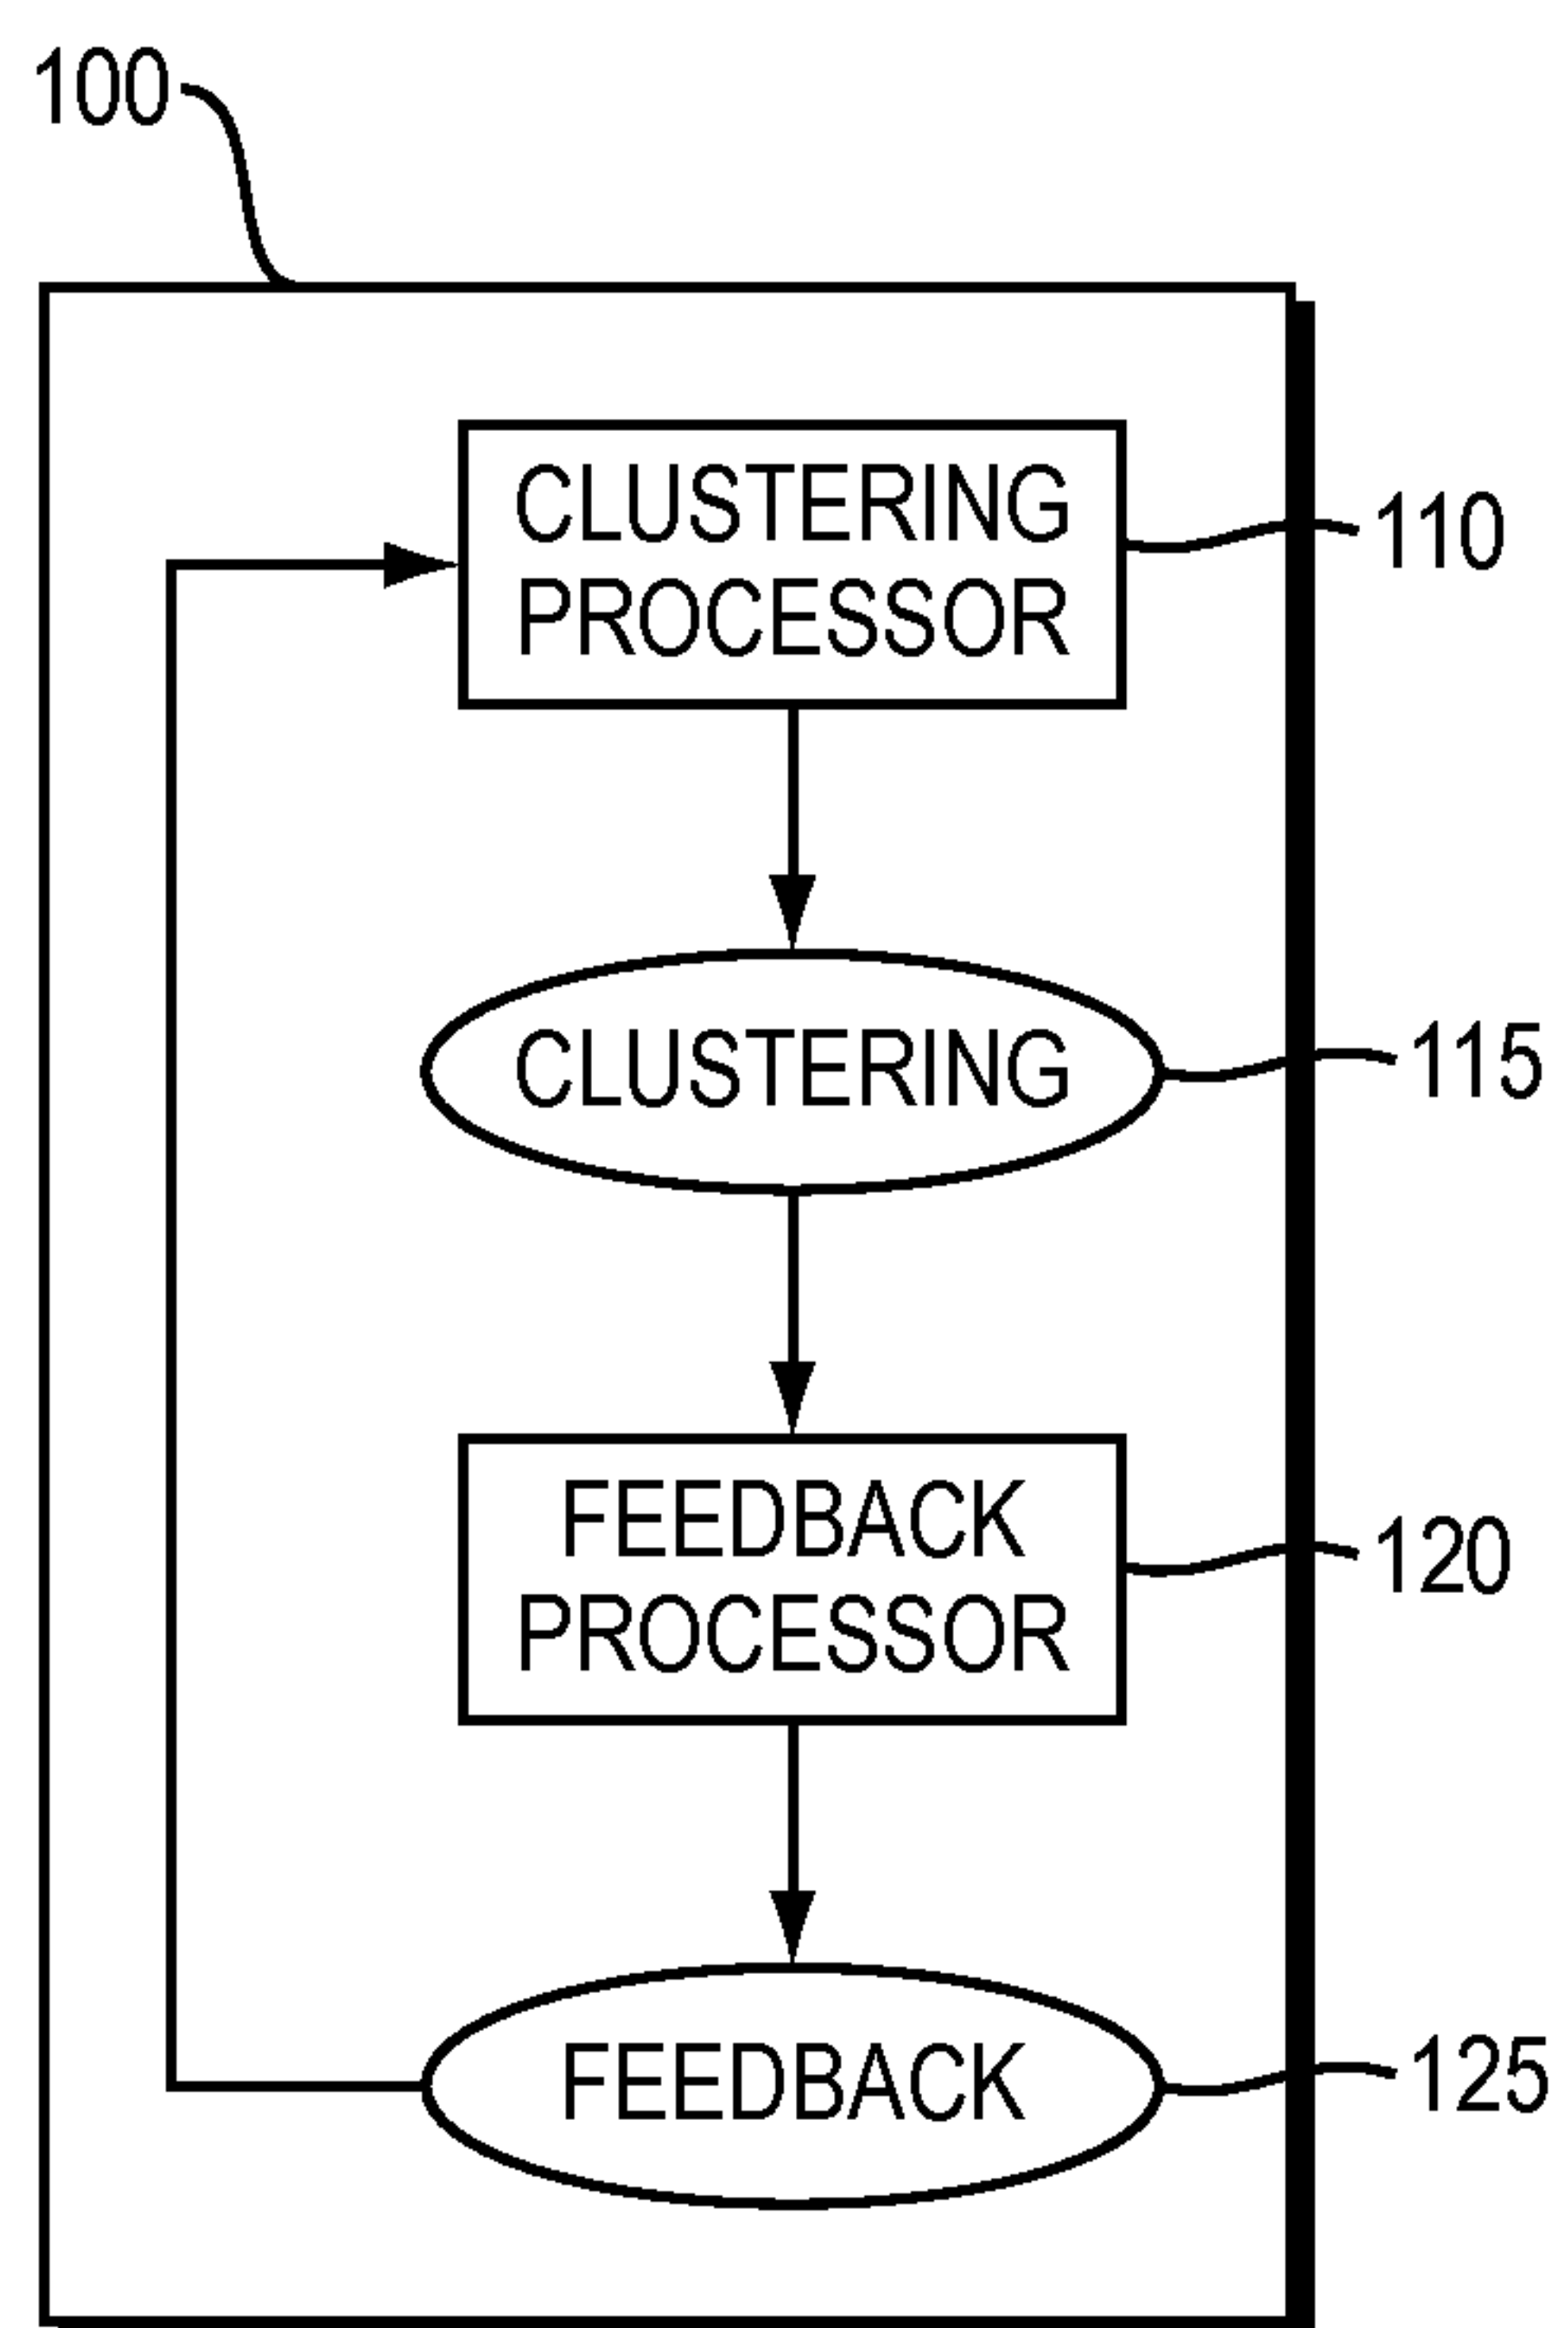 100
CLUSTERING
PROCESSOR
110
CLUSTERING
115
FEEDBACK
PROCESSOR
120
FEEDBACK
125